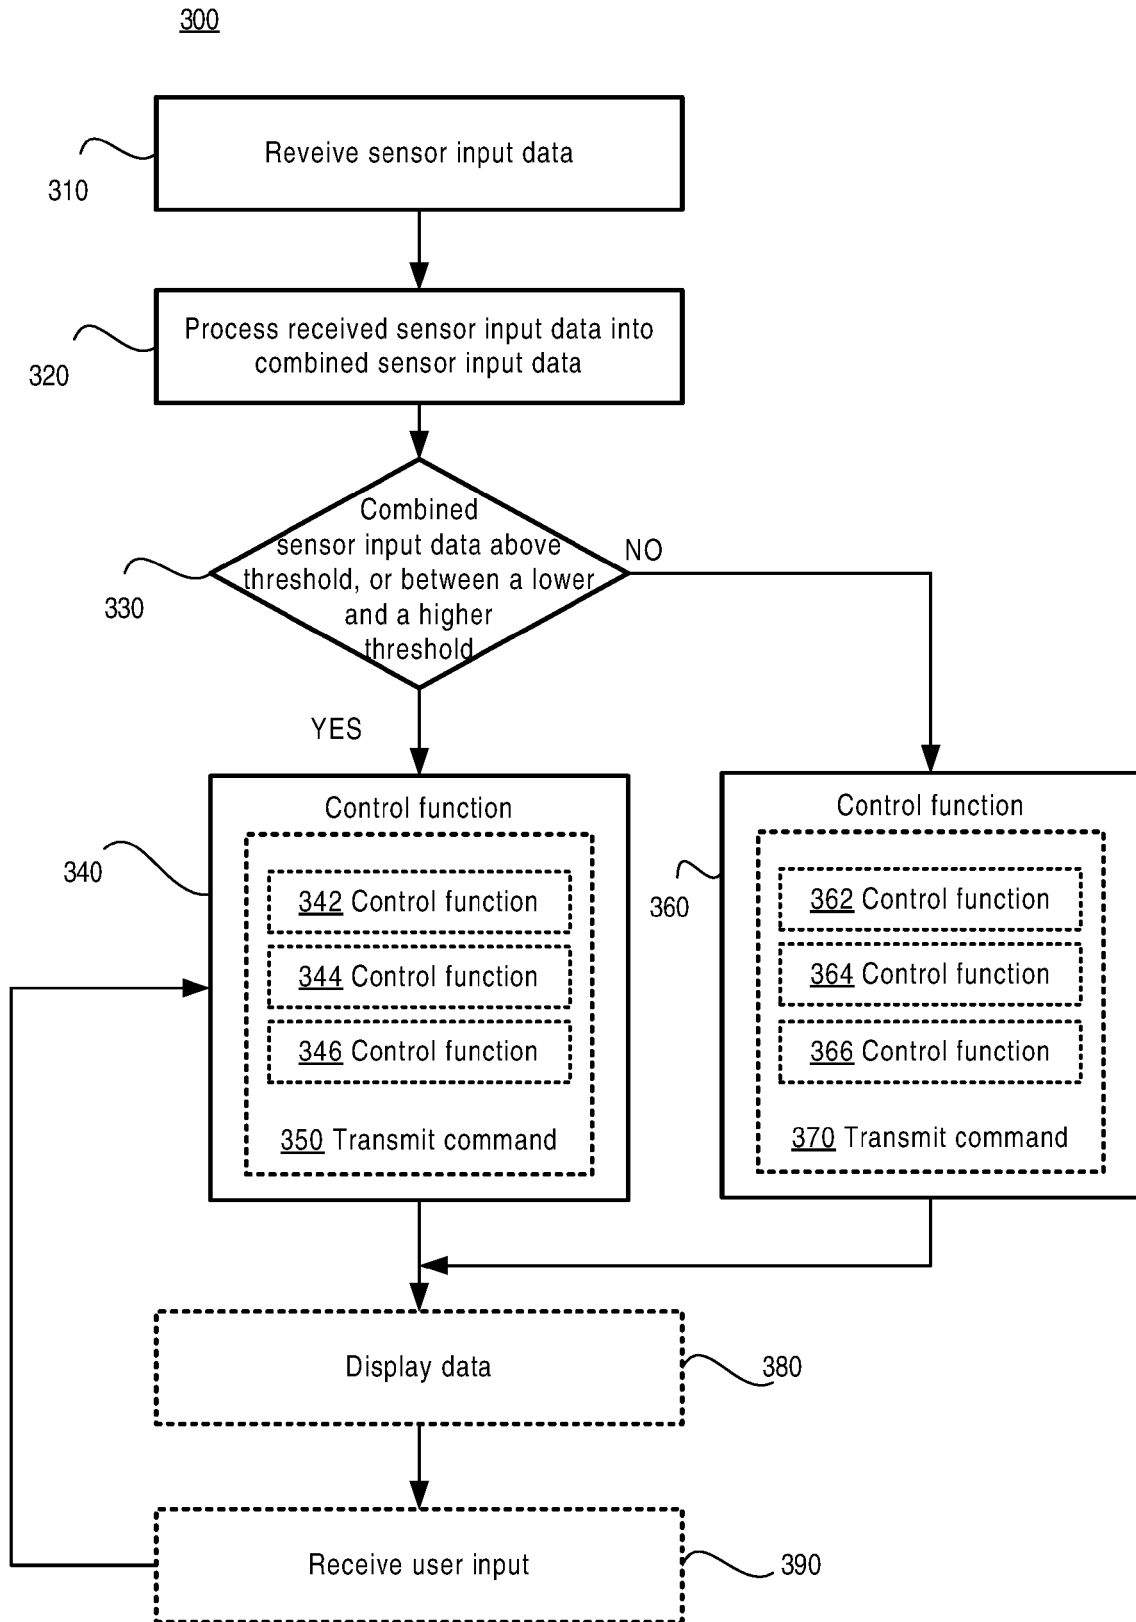 300
Reveive sensor input data
310
Process received sensor input data into
combined sensor input data
320
Combined
sensor input data above
threshold, or between a lower
and a higher
threshold
330
NO
YES
Control function
342 Control function
344 Control function
346 Control function
350 Transmit command
340
Control function
362 Control function
364 Control function
366 Control function
370 Transmit command
360
Display data
380
Receive user input
390